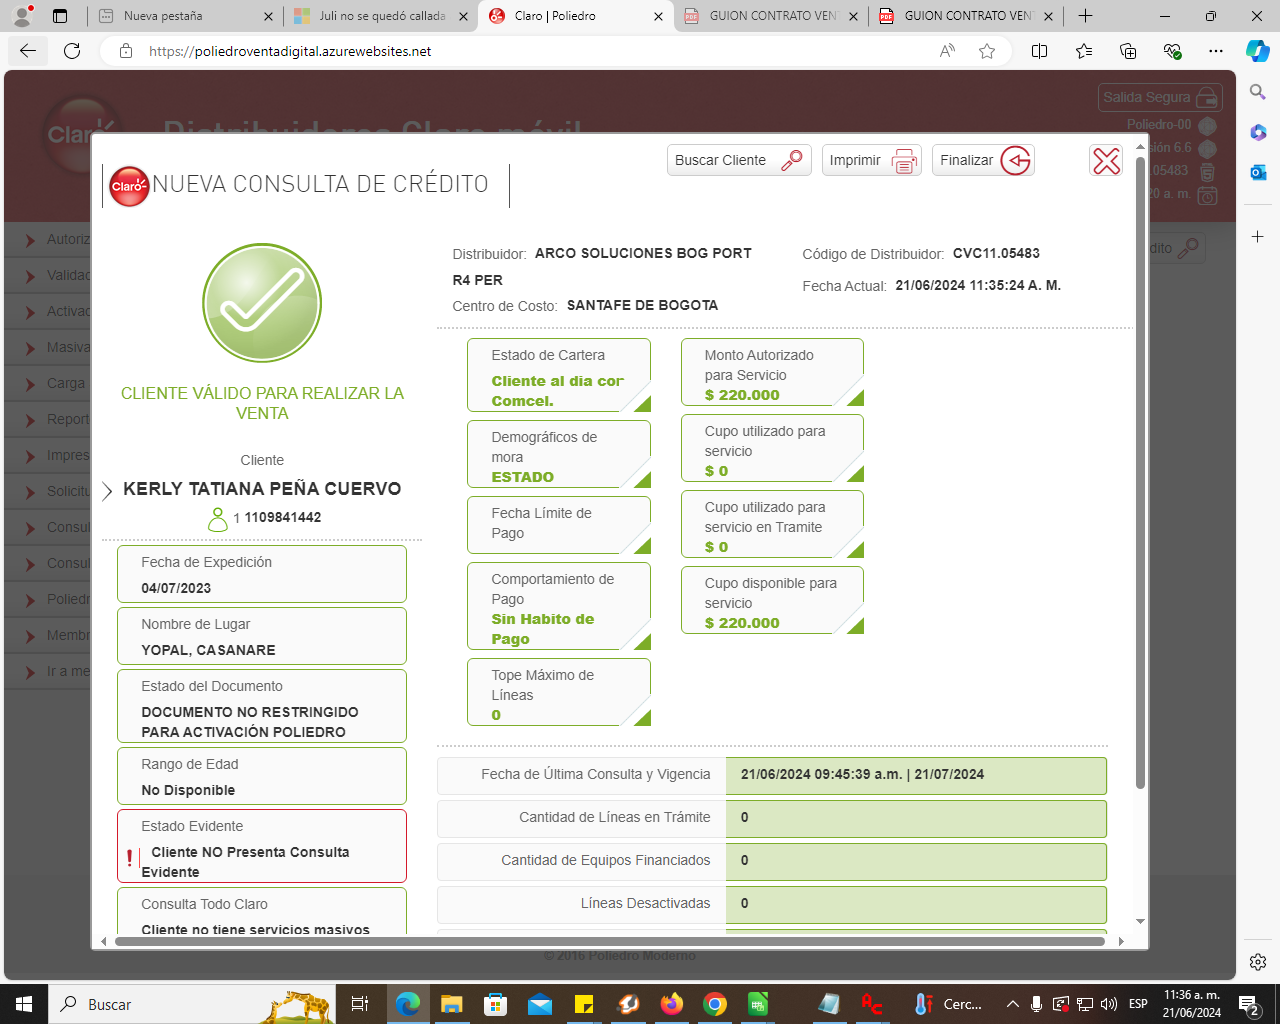 Nueva pestaña
Juli no se quedó callada
Claro | Poliedro
GUION CONTRATO VEN
GUION CONTRATO VEN
https://poliedroventadigital.azurewebsites.net
Salida Segura
Poliedro-00
sión 6.6
.05483
20 a. m.
Claro
Distribuidores Claro móvil
Buscar Cliente
Imprimir
Finalizar
Claro
NUEVA CONSULTA DE CRÉDITO
Autoriz
Validac
Activac
Masiva
Carga
Report
Impres
Solicitu
Consul
Consul
Poliedr
Membr
Ir a me
dito
CLIENTE VÁLIDO PARA REALIZAR LA
VENTA
Cliente
KERLY TATIANA PEÑA CUERVO
1 1109841442
Fecha de Expedición
04/07/2023
Nombre de Lugar
YOPAL, CASANARE
Estado del Documento
DOCUMENTO NO RESTRINGIDO
PARA ACTIVACIÓN POLIEDRO
Rango de Edad
No Disponible
Estado Evidente
Cliente NO Presenta Consulta
Evidente
Consulta Todo Claro
Cliente no tiene servicios masivos
Distribuidor: ARCO SOLUCIONES BOG PORT
R4 PER
Centro de Costo: SANTAFE DE BOGOTA
Código de Distribuidor: CVC11.05483
Fecha Actual: 21/06/2024 11:35:24 A. M.
Estado de Cartera
Cliente al dia con
Comcel.
Demográficos de
mora
ESTADO
Fecha Límite de
Pago
Comportamiento de
Pago
Sin Habito de
Pago
Tope Máximo de
Líneas
0
Monto Autorizado
para Servicio
$ 220.000
Cupo utilizado para
servicio
$ 0
Cupo utilizado para
servicio en Tramite
$ 0
Cupo disponible para
servicio
$ 220.000
Fecha de Última Consulta y Vigencia 21/06/2024 09:45:39 a.m. | 21/07/2024
Cantidad de Líneas en Trámite 0
Cantidad de Equipos Financiados 0
Líneas Desactivadas 0
© 2016 Poliedro Moderno
Buscar
Cerc...
ESP
11:36 a. m.
21/06/2024
2